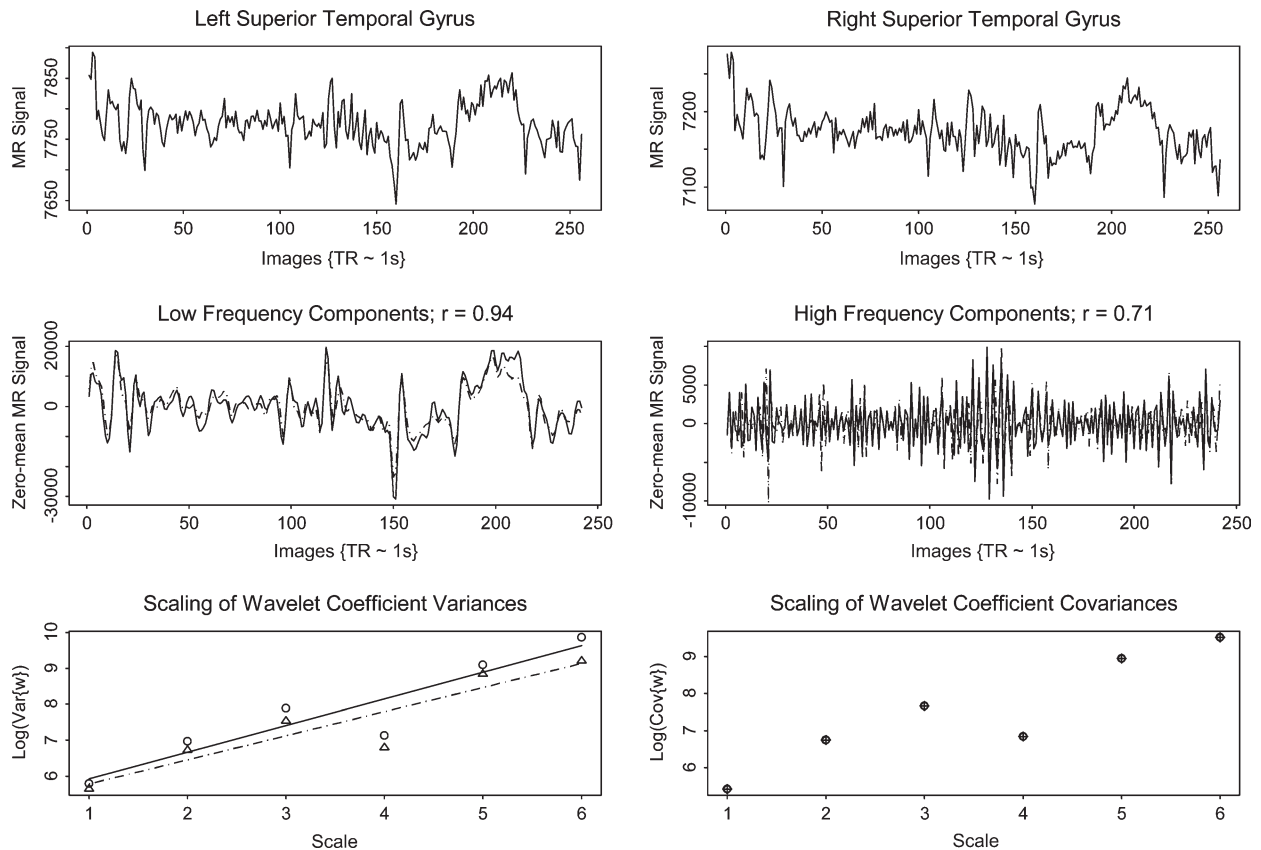 Left Superior Temporal Gyrus
MR Signal
7850
7750
7650
0 50 100 150 200 250
Images {TR ~ 1s}
Right Superior Temporal Gyrus
MR Signal
7200
7100
0 50 100 150 200 250
Images {TR ~ 1s}
Low Frequency Components; r = 0.94
Zero-mean MR Signal
20000
0
-30000
0 50 100 150 200 250
Images {TR ~ 1s}
High Frequency Components; r = 0.71
Zero-mean MR Signal
5000
0
-10000
0 50 100 150 200 250
Images {TR ~ 1s}
Scaling of Wavelet Coefficient Variances
Log(Var{w})
10
9
8
7
6
1 2 3 4 5 6
Scale
Scaling of Wavelet Coefficient Covariances
Log(Cov{w})
9
8
7
6
1 2 3 4 5 6
Scale